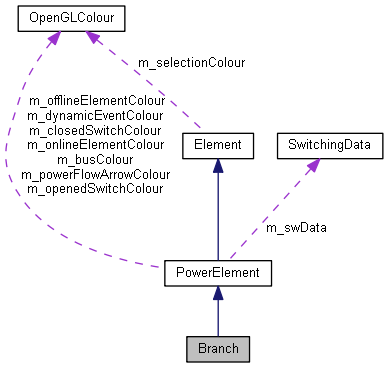 OpenGLColour
m_selectionColour
m_offlineElementColour
m_dynamicEventColour
m_closedSwitchColour
m_onlineElementColour
m_busColour
m_powerFlowArrowColour
m_openedSwitchColour
Element
SwitchingData
m_swData
PowerElement
Branch